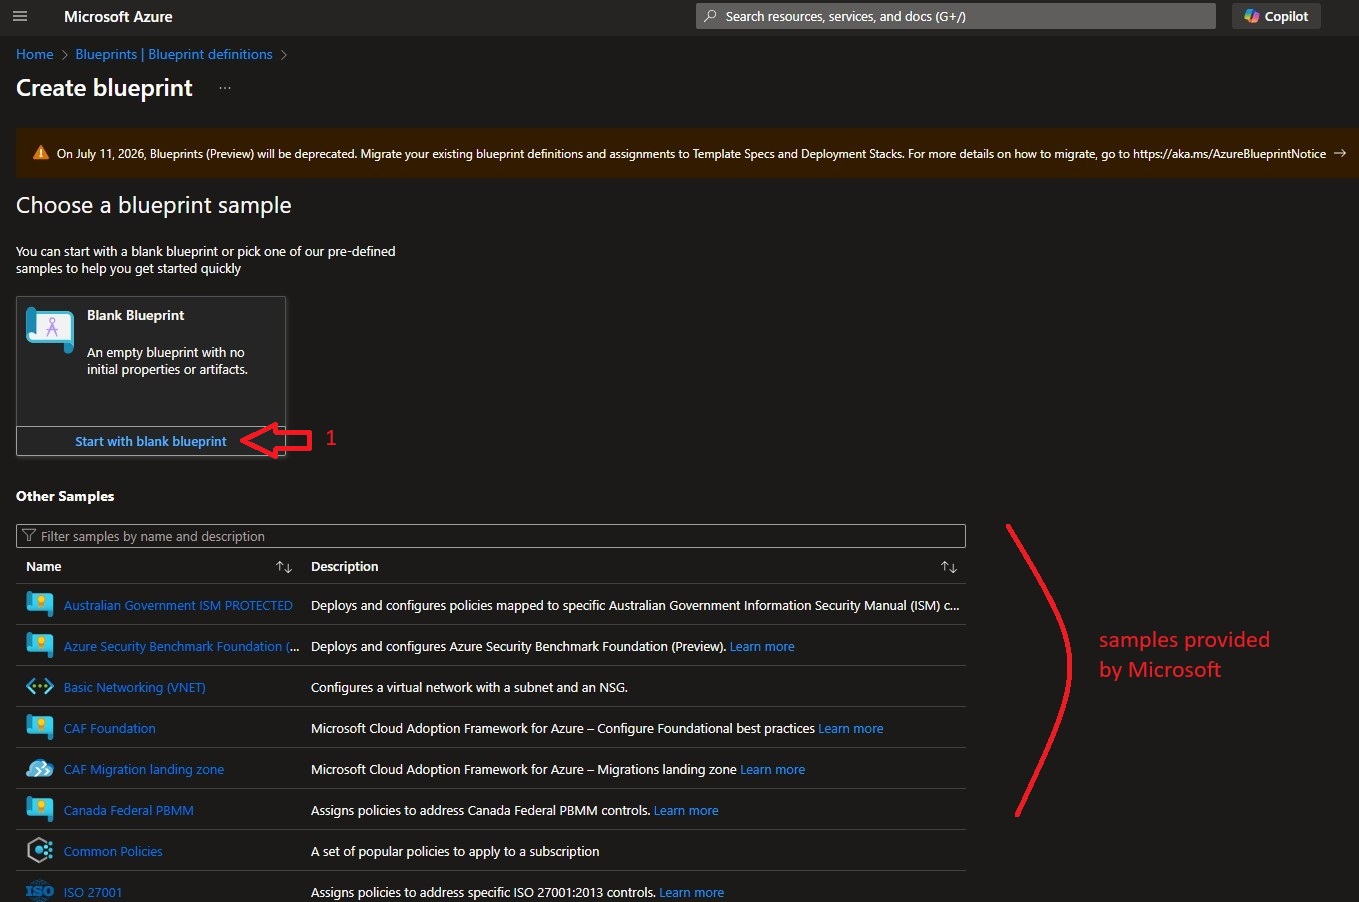 Microsoft Azure
Search resources, services, and docs (G+/)
Copilot
Home > Blueprints | Blueprint definitions >
Create blueprint ...
On July 11, 2026, Blueprints (Preview) will be deprecated. Migrate your existing blueprint definitions and assignments to Template Specs and Deployment Stacks. For more details on how to migrate, go to https://aka.ms/AzureBlueprintNotice →
Choose a blueprint sample
You can start with a blank blueprint or pick one of our pre-defined
samples to help you get started quickly
Blank Blueprint
An empty blueprint with no
initial properties or artifacts.
Start with blank blueprint
1
Other Samples
Filter samples by name and description
Name ↑↓ Description ↑↓
Australian Government ISM PROTECTED Deploys and configures policies mapped to specific Australian Government Information Security Manual (ISM) c...
Azure Security Benchmark Foundation (... Deploys and configures Azure Security Benchmark Foundation (Preview). Learn more
Basic Networking (VNET) Configures a virtual network with a subnet and an NSG.
CAF Foundation Microsoft Cloud Adoption Framework for Azure – Configure Foundational best practices Learn more
CAF Migration landing zone Microsoft Cloud Adoption Framework for Azure – Migrations landing zone Learn more
Canada Federal PBMM Assigns policies to address Canada Federal PBMM controls. Learn more
Common Policies A set of popular policies to apply to a subscription
ISO ISO 27001 Assigns policies to address specific ISO 27001:2013 controls. Learn more
samples provided
by Microsoft